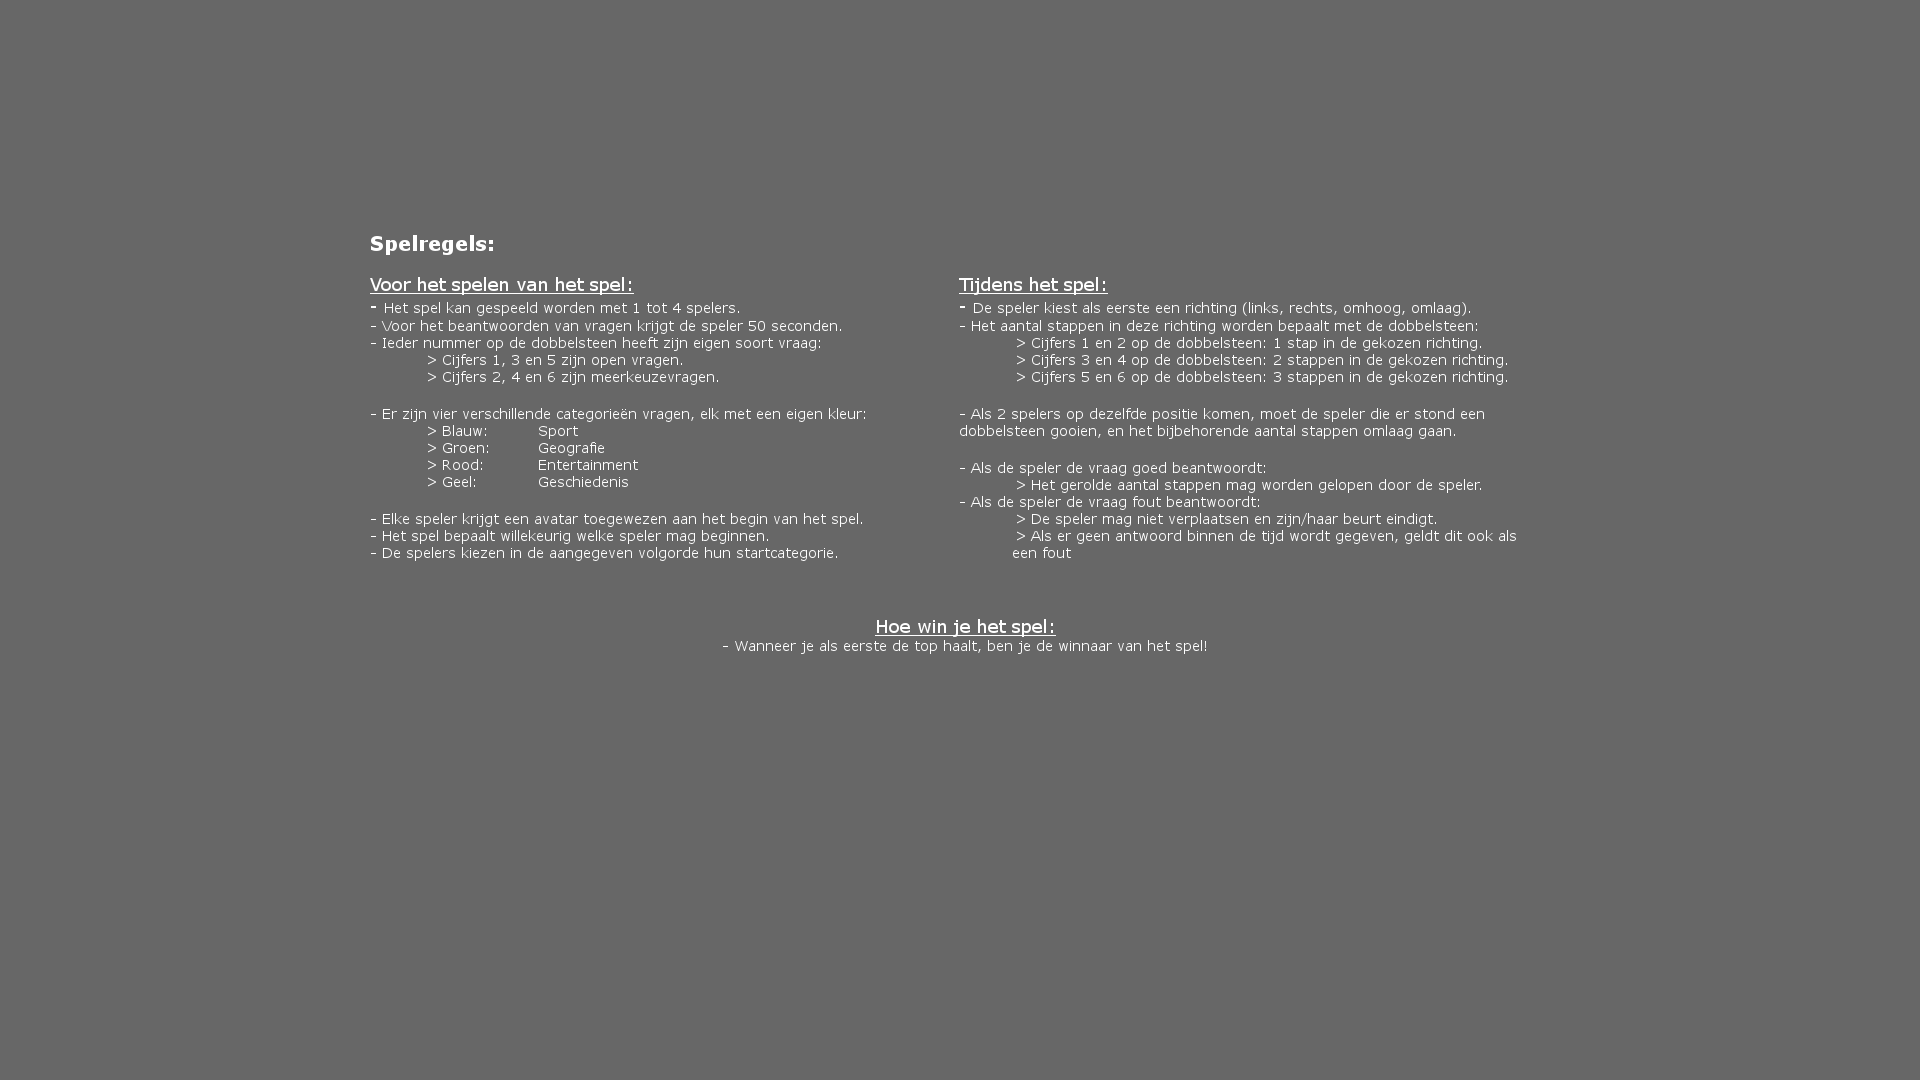 Spelregels:
Voor het spelen van het spel:
- Het spel kan gespeeld worden met 1 tot 4 spelers.
- Voor het beantwoorden van vragen krijgt de speler 50 seconden.
- Ieder nummer op de dobbelsteen heeft zijn eigen soort vraag:
> Cijfers 1, 3 en 5 zijn open vragen.
> Cijfers 2, 4 en 6 zijn meerkeuzevragen.
- Er zijn vier verschillende categorieën vragen, elk met een eigen kleur:
> Blauw: Sport
> Groen: Geografie
> Rood: Entertainment
> Geel: Geschiedenis
- Elke speler krijgt een avatar toegewezen aan het begin van het spel.
- Het spel bepaalt willekeurig welke speler mag beginnen.
- De spelers kiezen in de aangegeven volgorde hun startcategorie.
Tijdens het spel:
- De speler kiest als eerste een richting (links, rechts, omhoog, omlaag).
- Het aantal stappen in deze richting worden bepaalt met de dobbelsteen:
> Cijfers 1 en 2 op de dobbelsteen: 1 stap in de gekozen richting.
> Cijfers 3 en 4 op de dobbelsteen: 2 stappen in de gekozen richting.
> Cijfers 5 en 6 op de dobbelsteen: 3 stappen in de gekozen richting.
- Als 2 spelers op dezelfde positie komen, moet de speler die er stond een
dobbelsteen gooien, en het bijbehorende aantal stappen omlaag gaan.
- Als de speler de vraag goed beantwoordt:
> Het gerolde aantal stappen mag worden gelopen door de speler.
- Als de speler de vraag fout beantwoordt:
> De speler mag niet verplaatsen en zijn/haar beurt eindigt.
> Als er geen antwoord binnen de tijd wordt gegeven, geldt dit ook als
een fout
Hoe win je het spel:
- Wanneer je als eerste de top haalt, ben je de winnaar van het spel!